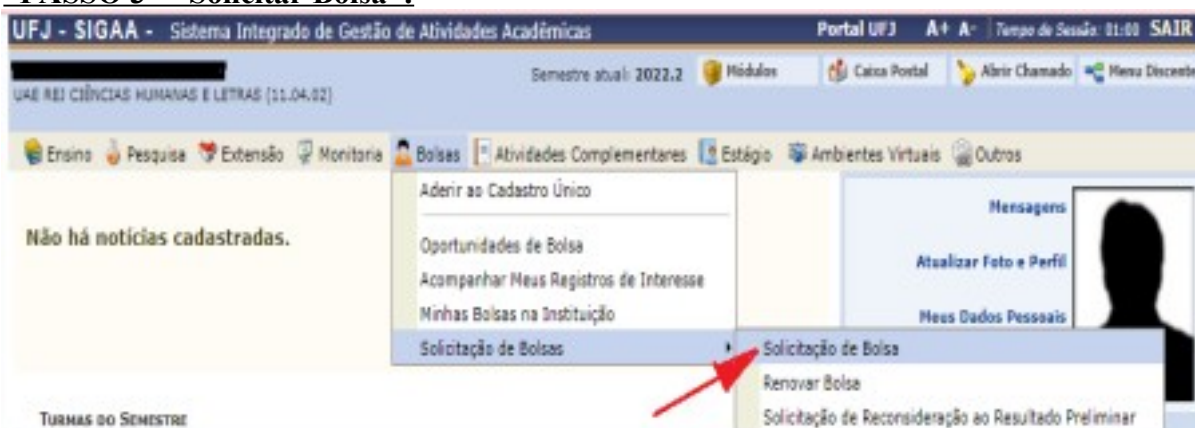 PASSO 3 - "Solicitar Bolsa":
UFJ - SIGAA - Sistema Integrado de Gestão de Atividades Acadêmicas Portal UFJ A+ A- Tempo de Sessão: 01:00 SAIR
Semestre atual: 2022.2 Módulos Caixa Postal Abrir Chamado Menu Discente
UAE REJ CIÊNCIAS HUMANAS E LETRAS (11.04.02)
Ensino Pesquisa Extensão Monitoria Bolsas Atividades Complementares Estágio Ambientes Virtuais Outros
Aderir ao Cadastro Único
Mensagens
Não há notícias cadastradas.
Oportunidades de Bolsa
Atualizar Foto e Perfil
Acompanhar Meus Registros de Interesse
Minhas Bolsas na Instituição
Meus Dados Pessoais
Solicitação de Bolsas
Solicitação de Bolsa
Renovar Bolsa
Solicitação de Reconsideração ao Resultado Preliminar
TURMAS DO SEMESTRE